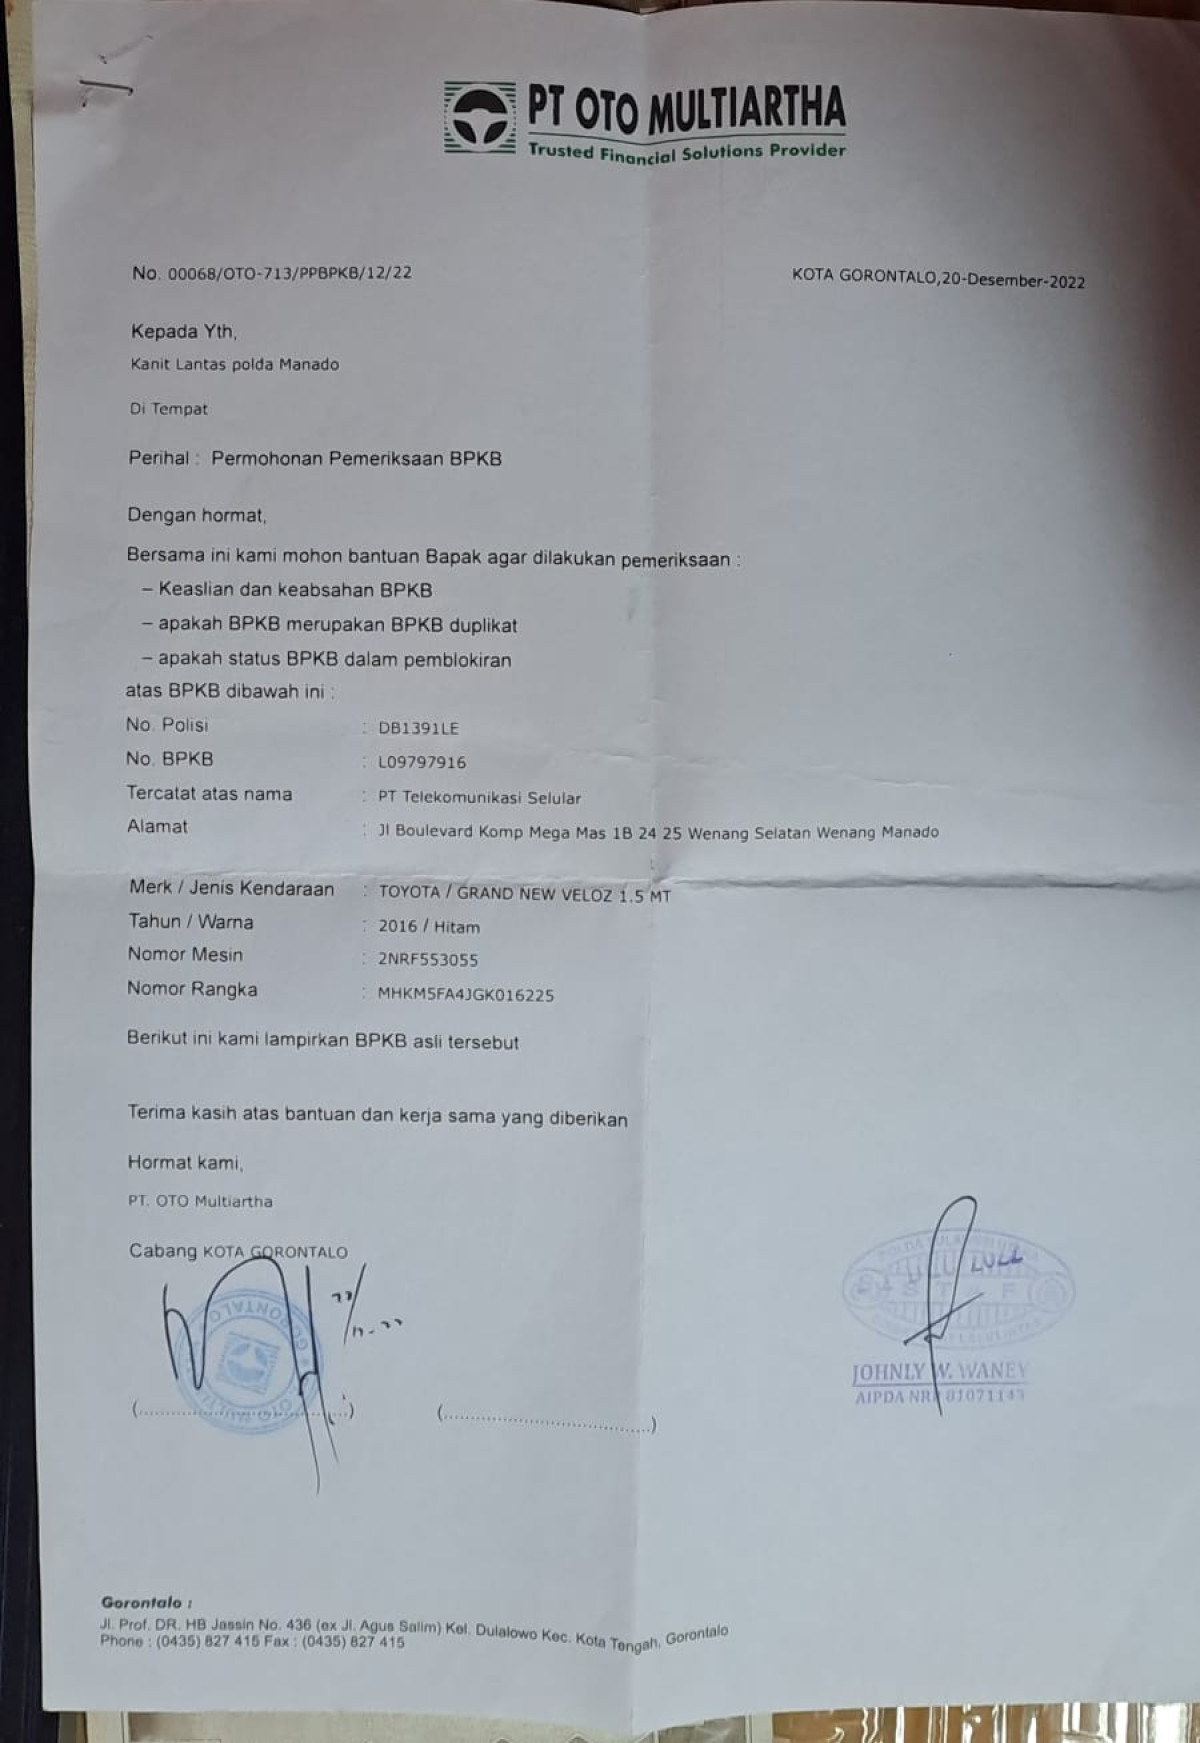 PT OTO MULTIARTHA
Trusted Financial Solutions Provider
No. 00068/OTO-713/PPBPKB/12/22
KOTA GORONTALO,20-Desember-2022
Kepada Yth,
Kanit Lantas polda Manado
Di Tempat
Perihal : Permohonan Pemeriksaan BPKB
Dengan hormat,
Bersama ini kami mohon bantuan Bapak agar dilakukan pemeriksaan :
– Keaslian dan keabsahan BPKB
– apakah BPKB merupakan BPKB duplikat
– apakah status BPKB dalam pemblokiran
atas BPKB dibawah ini :
No. Polisi : DB1391LE
No. BPKB : L09797916
Tercatat atas nama : PT Telekomunikasi Selular
Alamat : Jl Boulevard Komp Mega Mas 1B 24 25 Wenang Selatan Wenang Manado
Merk / Jenis Kendaraan : TOYOTA / GRAND NEW VELOZ 1.5 MT
Tahun / Warna : 2016 / Hitam
Nomor Mesin : 2NRF553055
Nomor Rangka : MHKM5FA4JGK016225
Berikut ini kami lampirkan BPKB asli tersebut
Terima kasih atas bantuan dan kerja sama yang diberikan
Hormat kami,
PT. OTO Multiartha
Cabang KOTA GORONTALO
GORONTALO
2022
JOHNLY W. WANEY
AIPDA NRP 81071143
(..............................) (..............................)
Gorontalo :
Jl. Prof. DR. HB Jassin No. 436 (ex Jl. Agus Salim) Kel. Dulalowo Kec. Kota Tengah, Gorontalo
Phone : (0435) 827 415 Fax : (0435) 827 415